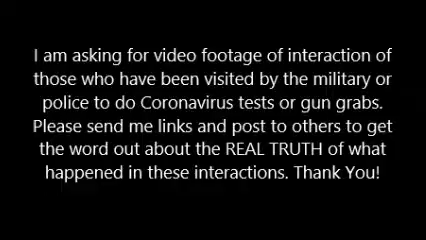 I am asking for video footage of interaction of
those who have been visited by the military or
police to do Coronavirus tests or gun grabs.
Please send me links and post to others to get
the word out about the REAL TRUTH of what
happened in these interactions. Thank You!